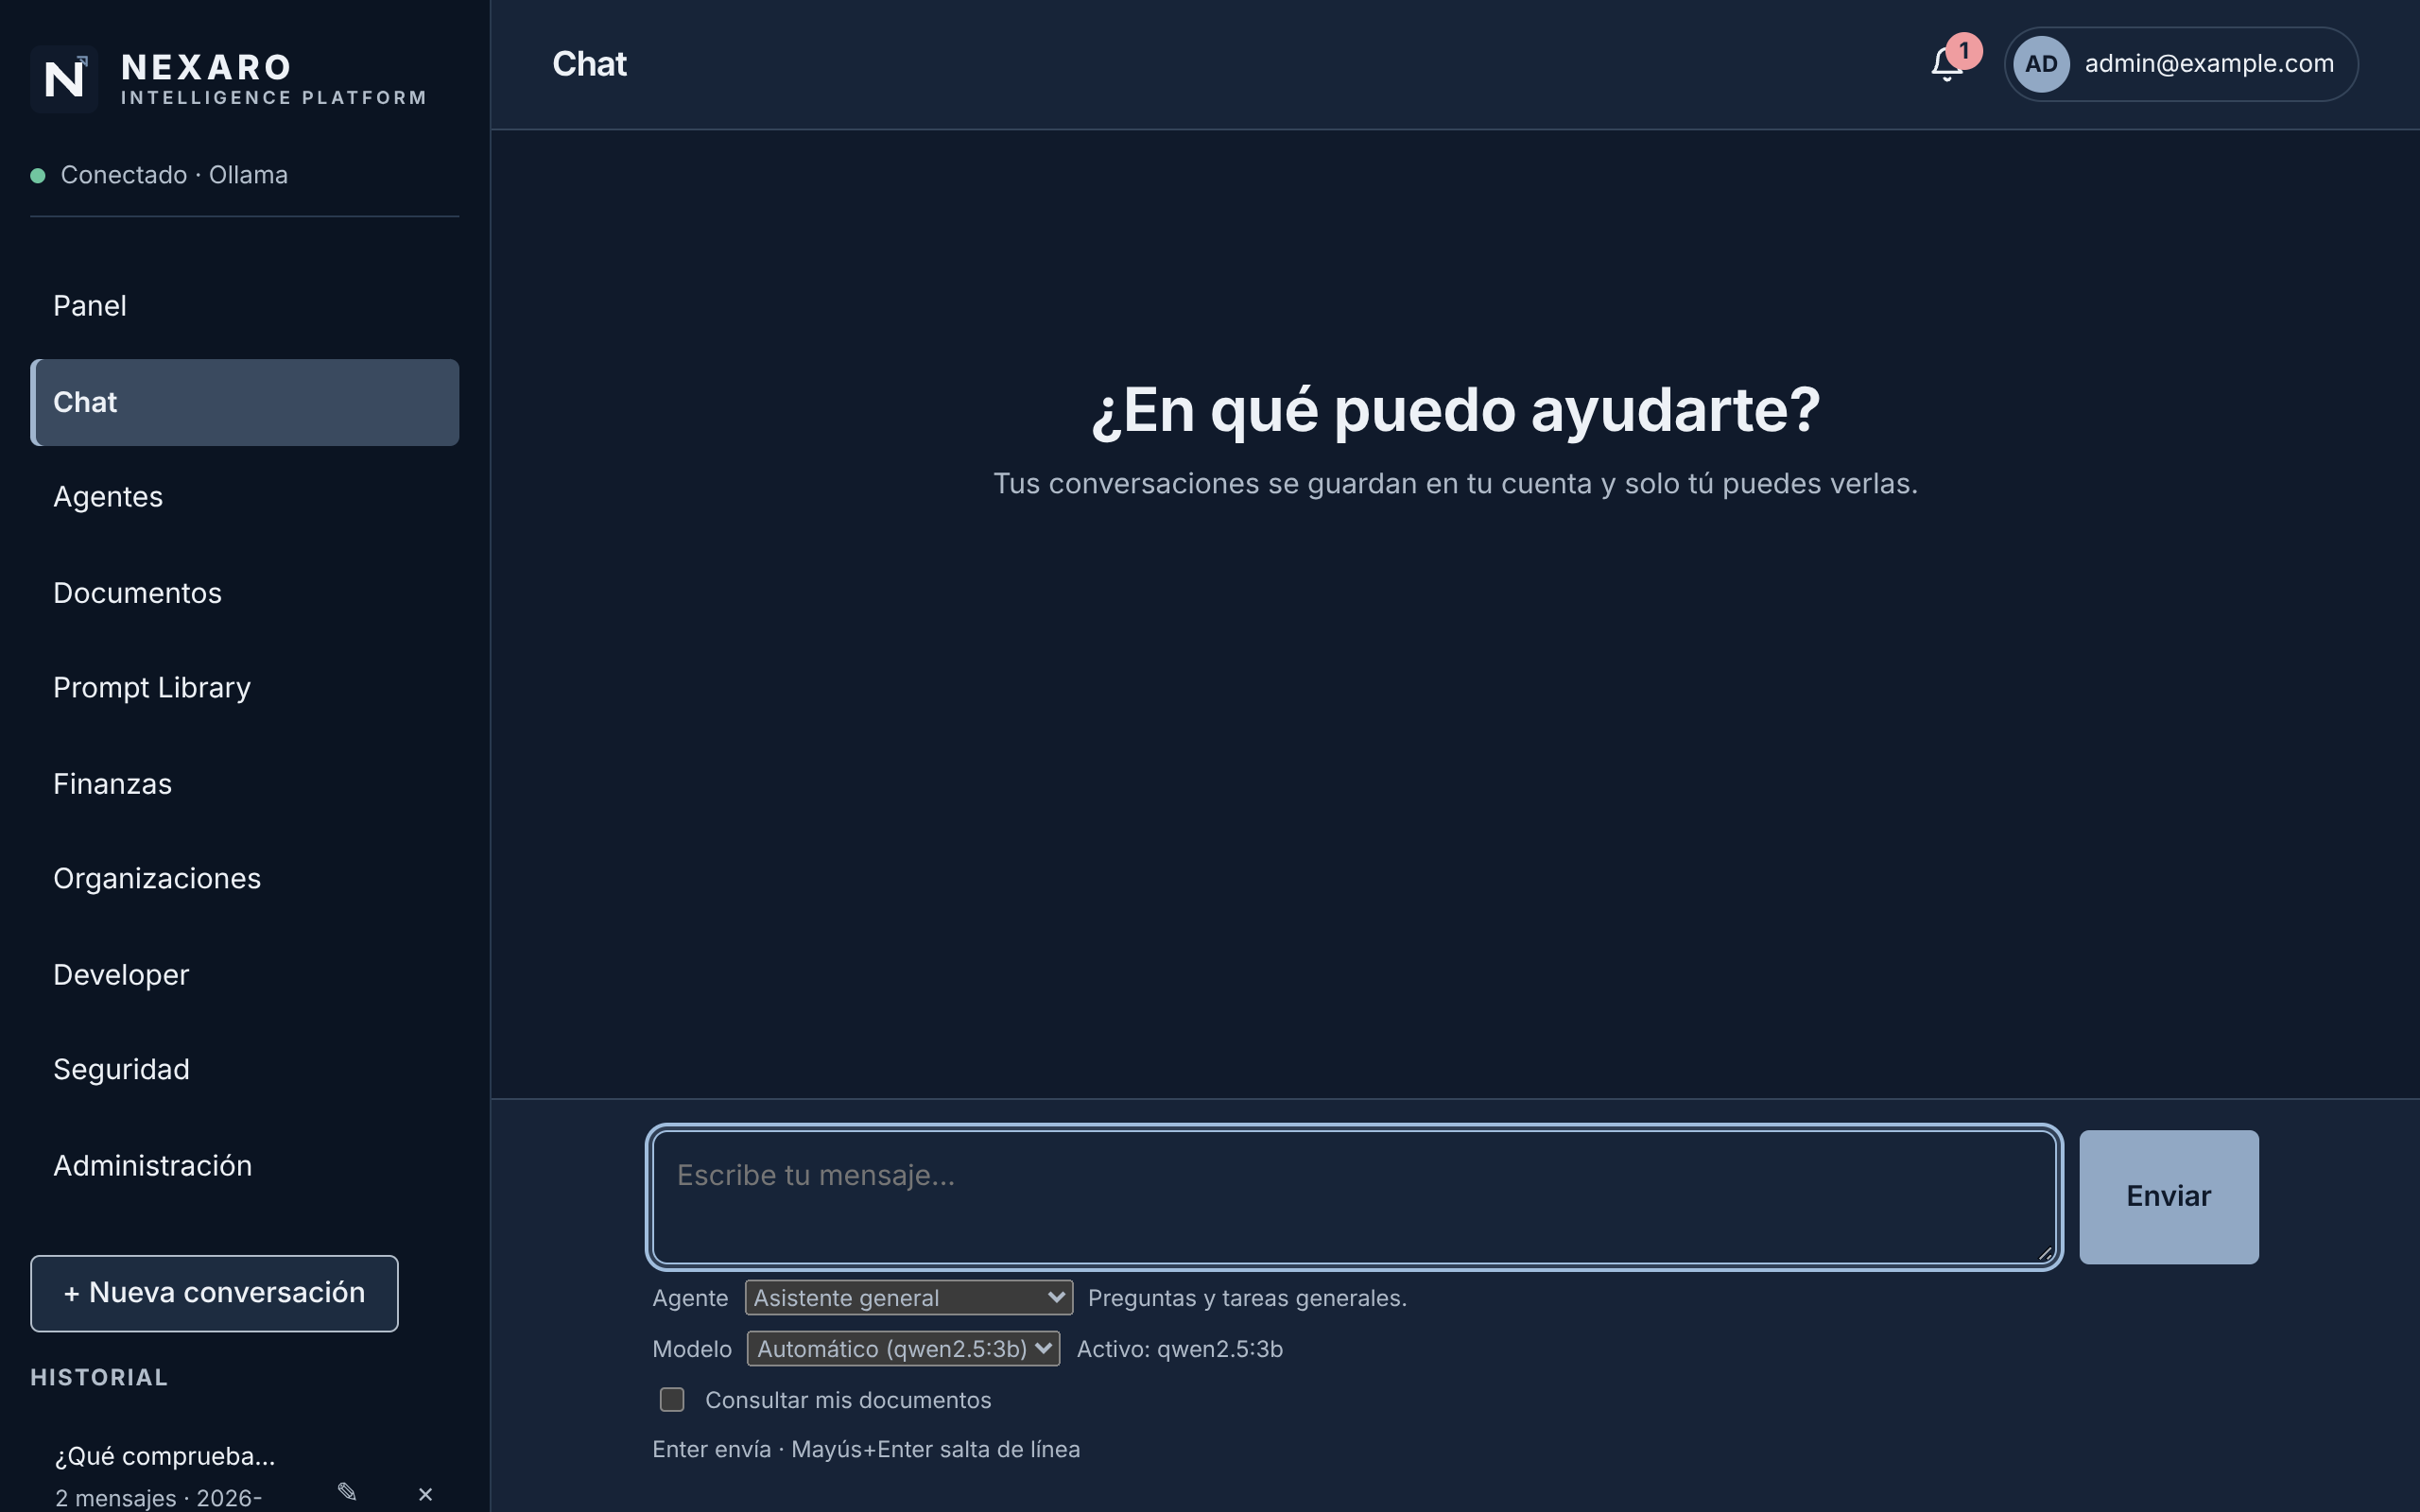 NEXARO
INTELLIGENCE PLATFORM
Conectado · Ollama
Panel
Chat
Agentes
Documentos
Prompt Library
Finanzas
Organizaciones
Developer
Seguridad
Administración
+ Nueva conversación
HISTORIAL
¿Qué comprueba...
2 mensajes · 2026-
Chat
1
AD
admin@example.com
¿En qué puedo ayudarte?
Tus conversaciones se guardan en tu cuenta y solo tú puedes verlas.
Escribe tu mensaje...
Enviar
Agente Asistente general Preguntas y tareas generales.
Modelo Automático (qwen2.5:3b) Activo: qwen2.5:3b
Consultar mis documentos
Enter envía · Mayús+Enter salta de línea